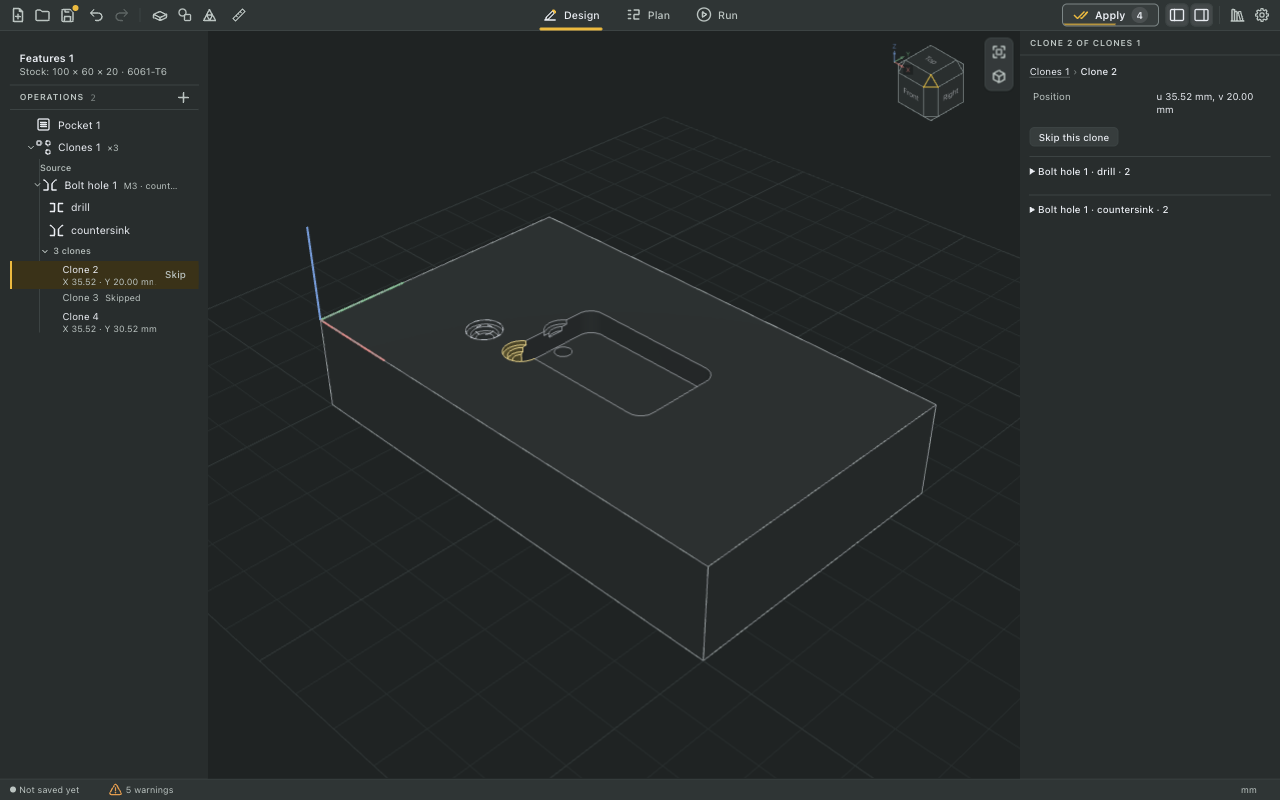 Design
Plan
Run
Apply 4
Features 1
Stock: 100 × 60 × 20 · 6061-T6
OPERATIONS 2
Pocket 1
Clones 1 ×3
Source
Bolt hole 1 M3 · count…
drill
countersink
3 clones
Clone 2
X 35.52 · Y 20.00 mm
Skip
Clone 3 Skipped
Clone 4
X 35.52 · Y 30.52 mm
Z
Top
Front
Right
CLONE 2 OF CLONES 1
Clones 1 › Clone 2
Position
u 35.52 mm, v 20.00
mm
Skip this clone
Bolt hole 1 · drill · 2
Bolt hole 1 · countersink · 2
Not saved yet
5 warnings
mm